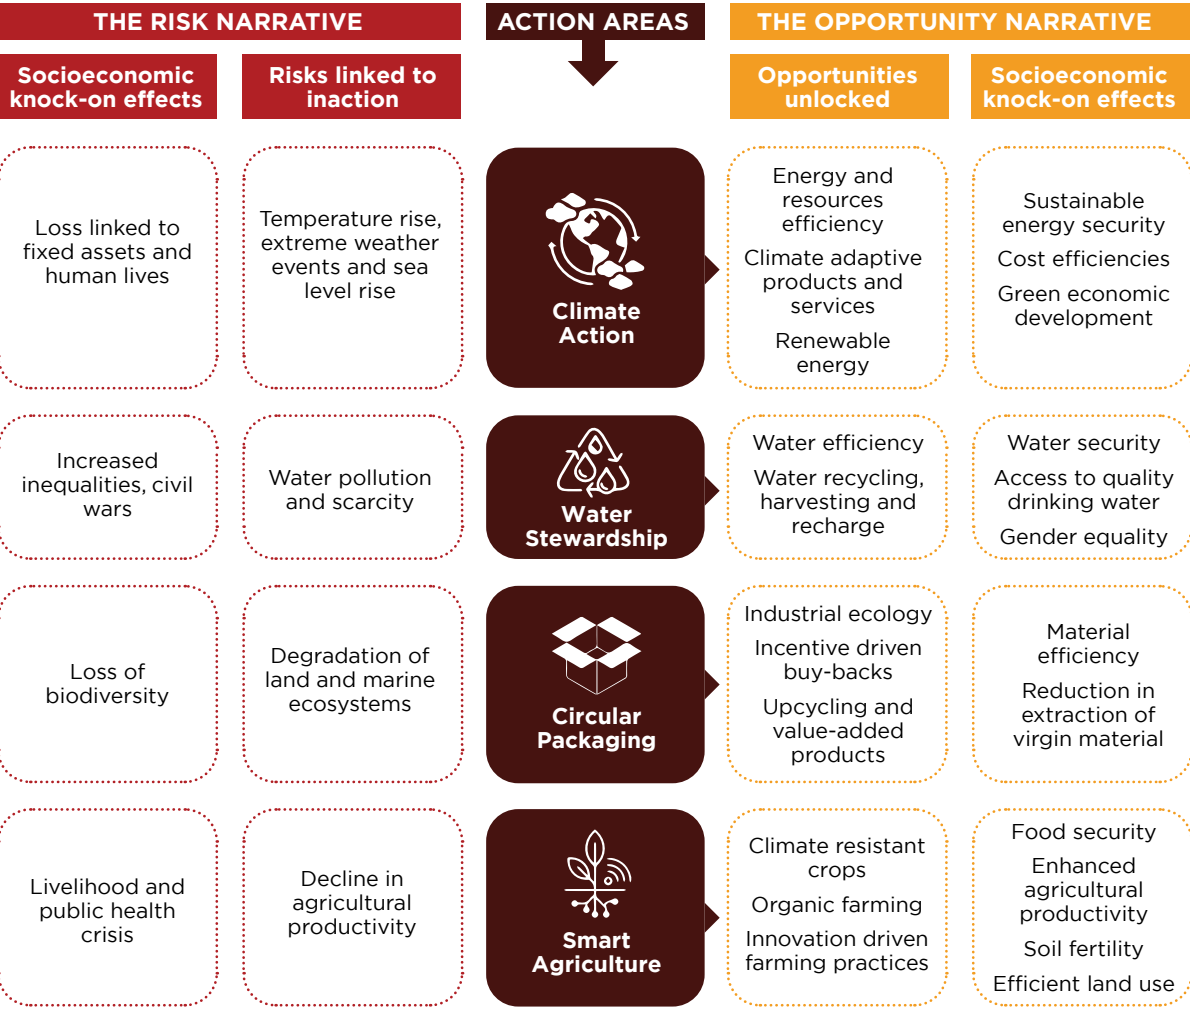 THE RISK NARRATIVE
ACTION AREAS
THE OPPORTUNITY NARRATIVE
Socioeconomic
knock-on effects
Risks linked to
inaction
Opportunities
unlocked
Socioeconomic
knock-on effects
Loss linked to
fixed assets and
human lives
Temperature rise,
extreme weather
events and sea
level rise
Climate
Action
Energy and
resources
efficiency
Climate adaptive
products and
services
Renewable
energy
Sustainable
energy security
Cost efficiencies
Green economic
development
Increased
inequalities, civil
wars
Water pollution
and scarcity
Water
Stewardship
Water efficiency
Water recycling,
harvesting and
recharge
Water security
Access to quality
drinking water
Gender equality
Loss of
biodiversity
Degradation of
land and marine
ecosystems
Circular
Packaging
Industrial ecology
Incentive driven
buy-backs
Upcycling and
value-added
products
Material
efficiency
Reduction in
extraction of
virgin material
Livelihood and
public health
crisis
Decline in
agricultural
productivity
Smart
Agriculture
Climate resistant
crops
Organic farming
Innovation driven
farming practices
Food security
Enhanced
agricultural
productivity
Soil fertility
Efficient land use